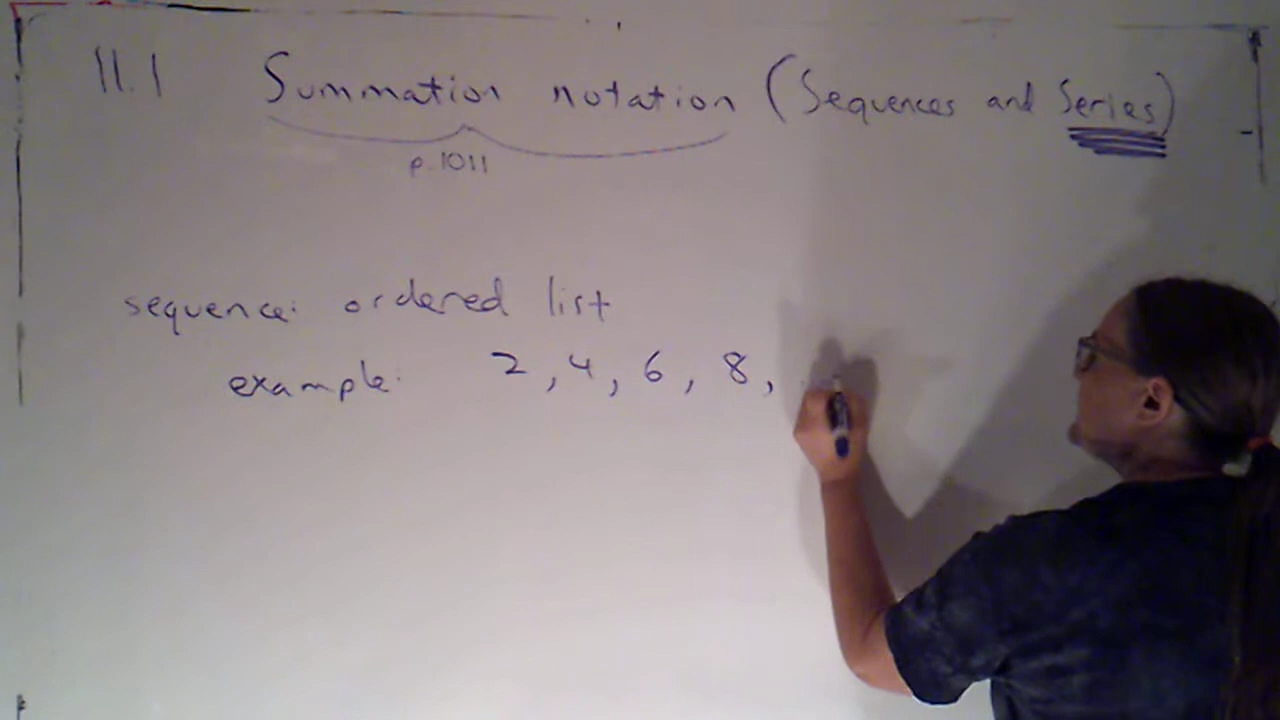 11.1 Summation notation (Sequences and Series)
p.1011
sequence: ordered list
example: 2, 4, 6, 8,